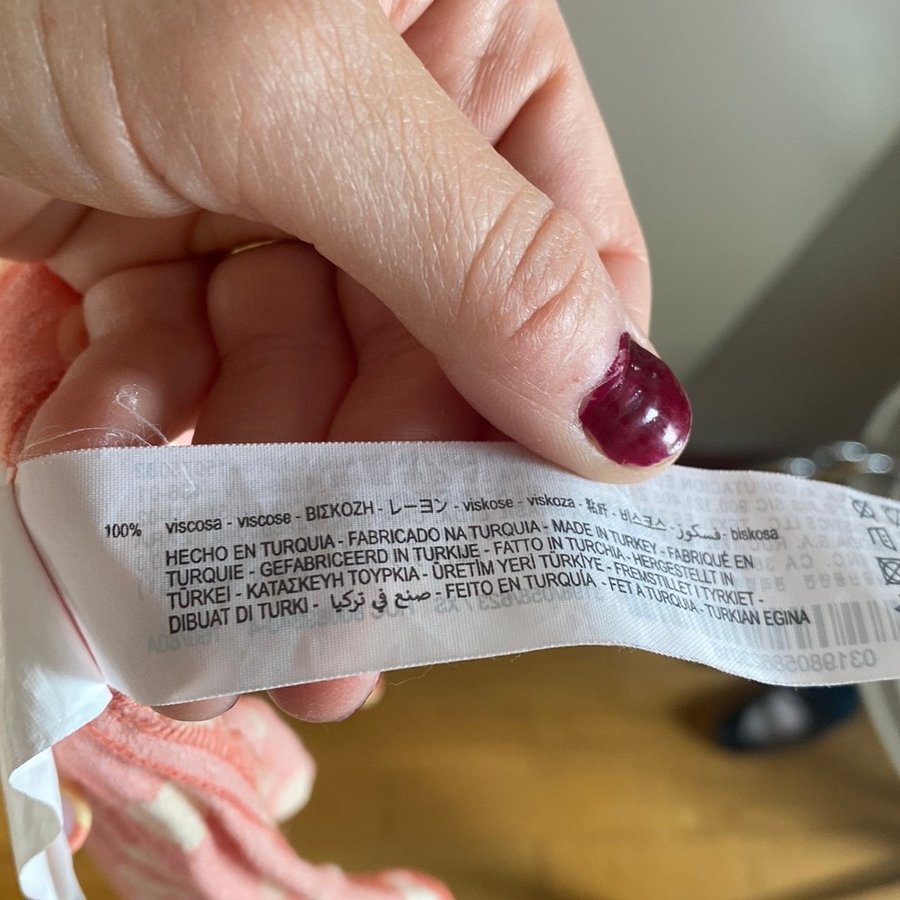 100% viscosa - viscose - ΒΙΣΚΟΖΗ - レーヨン - viskose - viskoza - 黏纤 - 비스코스 - فسكوز - biskosa
HECHO EN TURQUIA - FABRICADO NA TURQUIA - MADE IN TURKEY - FABRIQUÉ EN
TURQUIE - GEFABRICEERD IN TURKIJE - FATTO IN TURCHIA - HERGESTELLT IN
TÜRKEI - ΚΑΤΑΣΚΕΥΗ ΤΟΥΡΚΙΑ - ÜRETİM YERİ TÜRKİYE - FREMSTILLET I TYRKIET -
DIBUAT DI TURKI - صنع في تركيا - FEITO EN TURQUÍA - FET A TURQUIA - TURKIAN EGINA